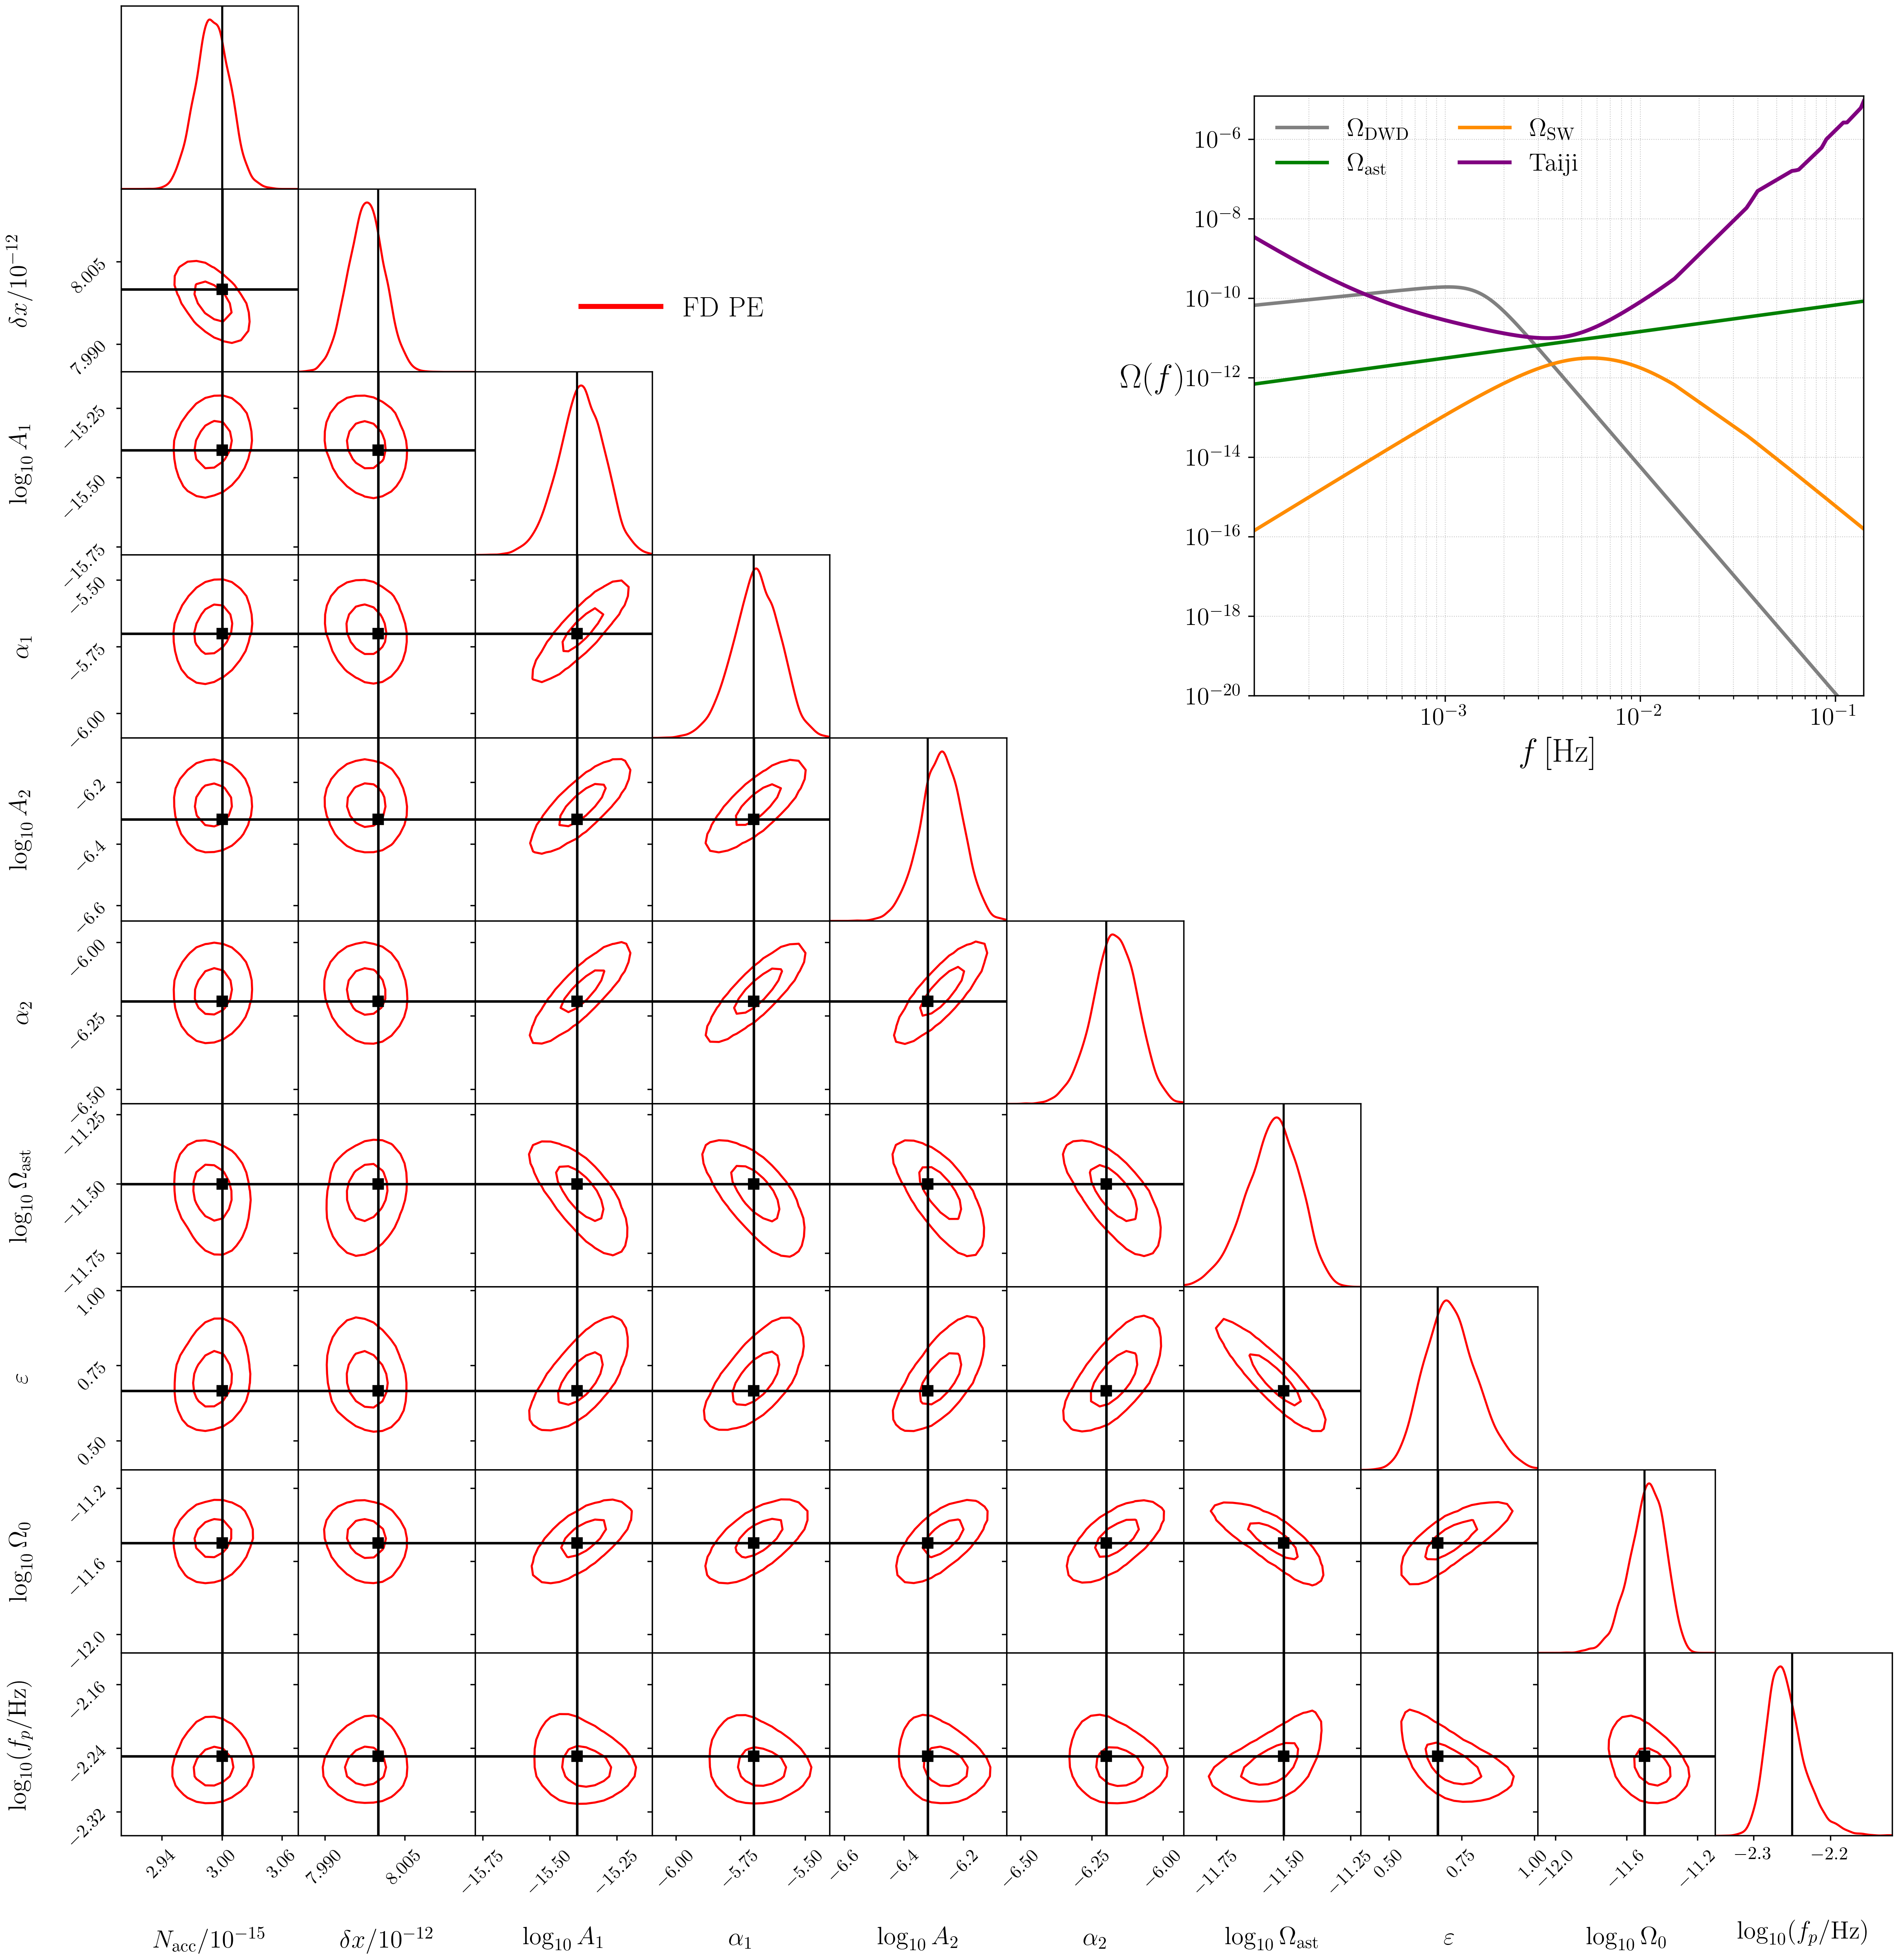 Ω_DWD Ω_SW
Ω_ast Taiji
10^−6
10^−8
10^−10
Ω(f) 10^−12
10^−14
10^−16
10^−18
10^−20
10^−3 10^−2 10^−1
f [Hz]
FD PE
δx/10^−12 8.005 7.990
log₁₀ A₁ −15.25 −15.50 −15.75
α₁ −5.50 −5.75 −6.00
log₁₀ A₂ −6.2 −6.4 −6.6
α₂ −6.00 −6.25 −6.50
log₁₀ Ω_ast −11.25 −11.50 −11.75
ε 1.00 0.75 0.50
log₁₀ Ω₀ −11.2 −11.6 −12.0
log₁₀(f_p/Hz) −2.16 −2.24 −2.32
2.94 3.00 3.06 7.990 8.005 −15.75 −15.50 −15.25 −6.00 −5.75 −5.50 −6.6 −6.4 −6.2 −6.50 −6.25 −6.00 −11.75 −11.50 −11.25 0.50 0.75 1.00 −12.0 −11.6 −11.2 −2.3 −2.2
N_acc/10^−15 δx/10^−12 log₁₀ A₁ α₁ log₁₀ A₂ α₂ log₁₀ Ω_ast ε log₁₀ Ω₀ log₁₀(f_p/Hz)